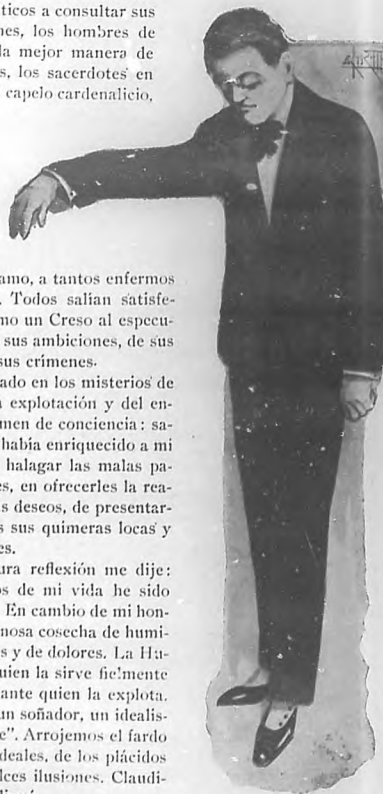 ticos a consultar sus
nes, los hombres de
la mejor manera de
s, los sacerdotes en
capelo cardenalicio,
amo, a tantos enfermos
. Todos salían satisfe-
mo un Creso al especu-
sus ambiciones, de sus
sus crímenes.
ado en los misterios de
a explotación y del en-
men de conciencia: sa-
había enriquecido a mi
halagar las malas pa-
es, en ofrecerles la rea-
s deseos, de presentar-
s sus quimeras locas y
es.
ura reflexión me dije:
os de mi vida he sido
En cambio de mi hon-
nosa cosecha de humi-
s y de dolores. La Hu-
uien la sirve fielmente
ante quien la explota.
un soñador, un idealis-
e". Arrojemos el fardo
deales, de los plácidos
lces ilusiones. Claudi-